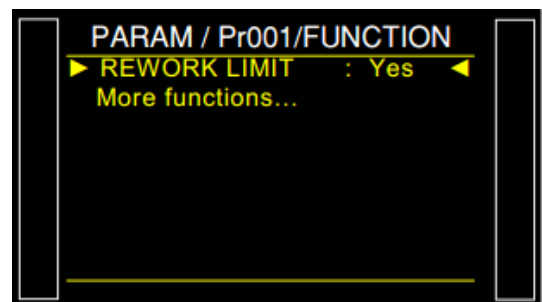 PARAM / Pr001/FUNCTION
► REWORK LIMIT : Yes ◄
More functions...